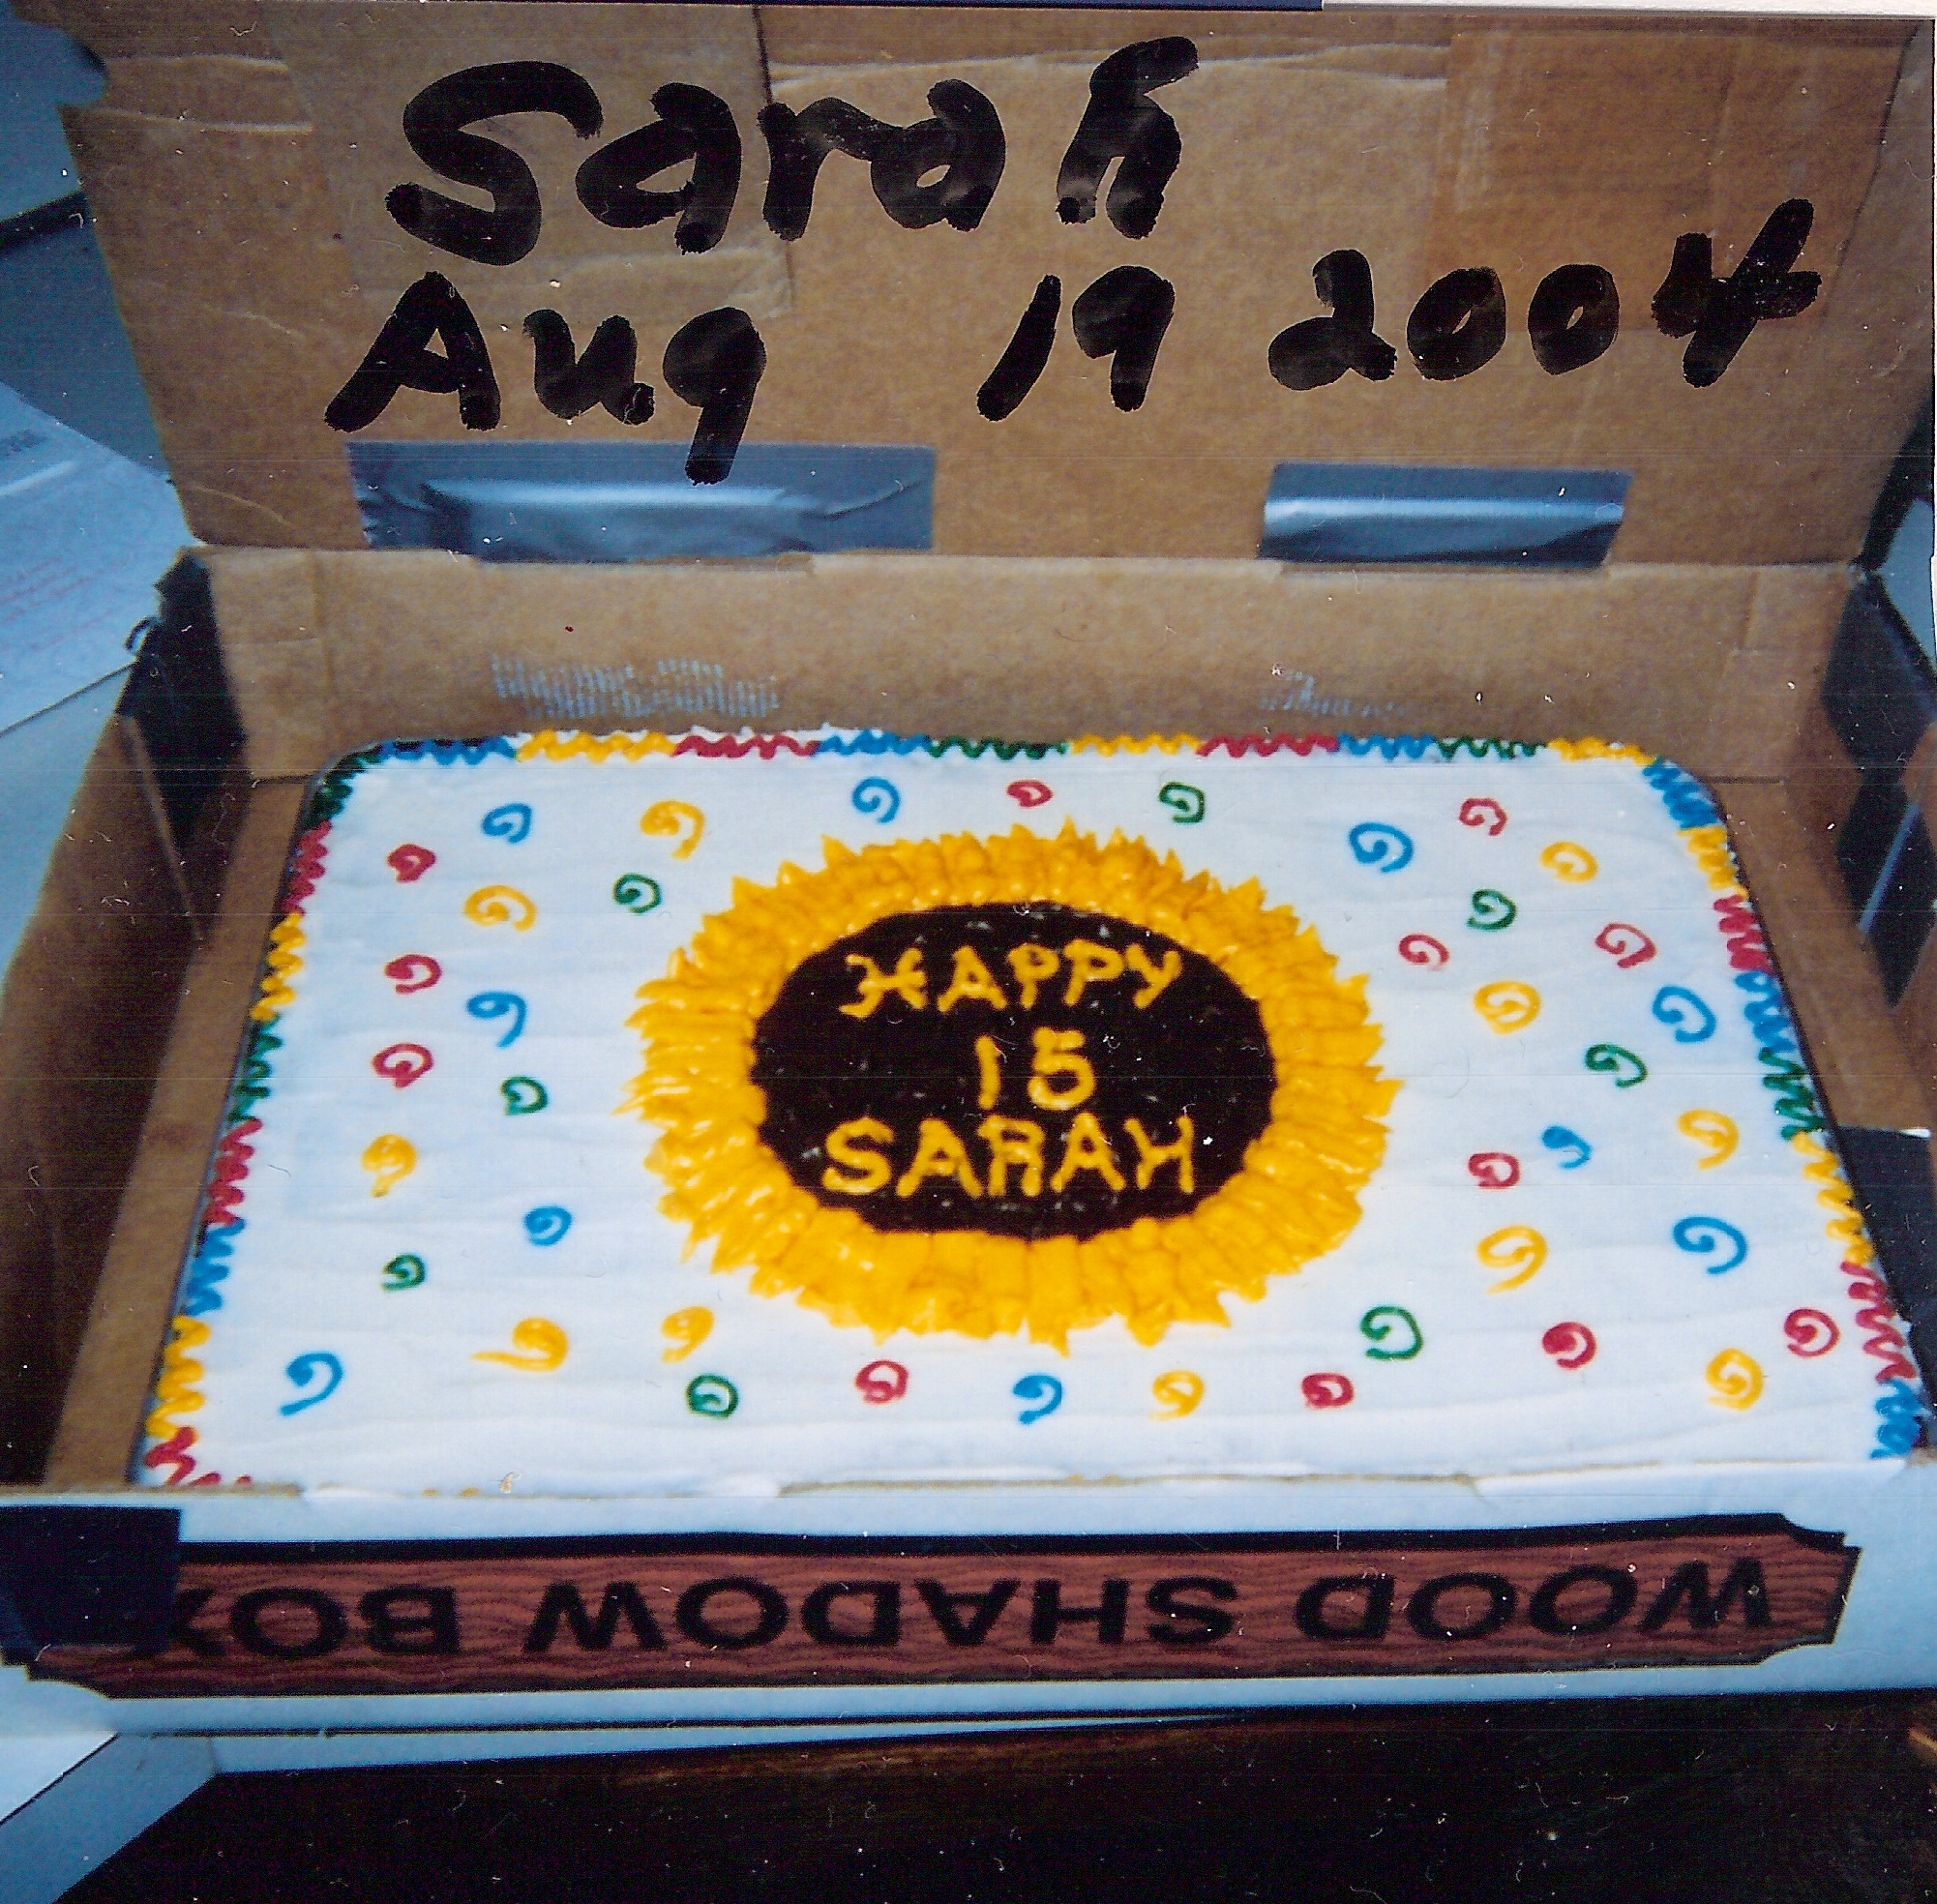 Sarah
Aug 19 2004
HAPPY
15
SARAH
WOOD SHADOW BOX